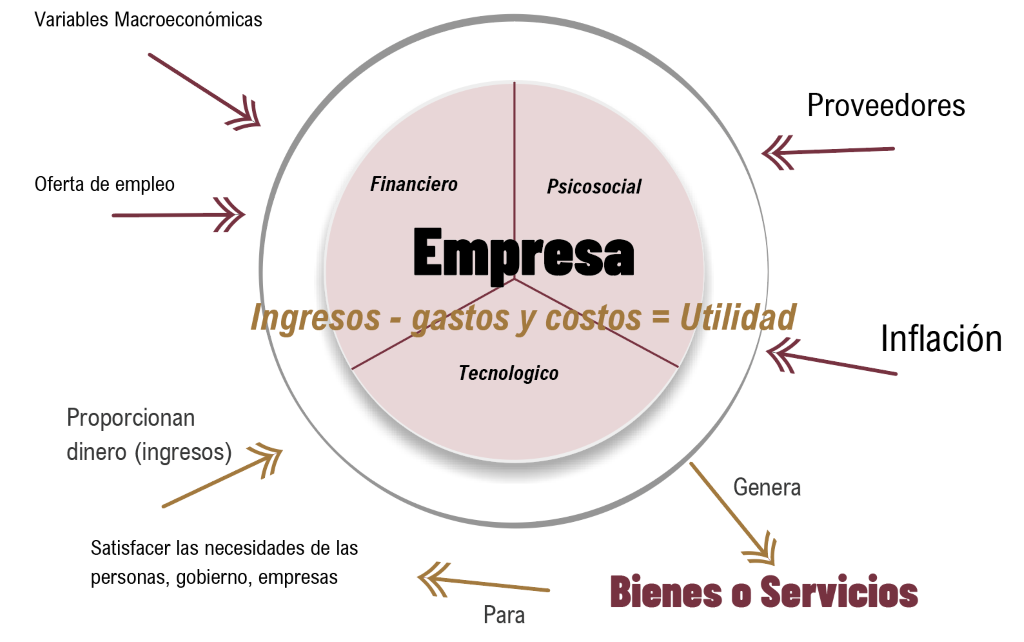 Variables Macroeconómicas
Proveedores
Oferta de empleo
Financiero
Psicosocial
Empresa
Ingresos - gastos y costos = Utilidad
Inflación
Tecnologico
Proporcionan
dinero (ingresos)
Genera
Satisfacer las necesidades de las
personas, gobierno, empresas
Bienes o Servicios
Para